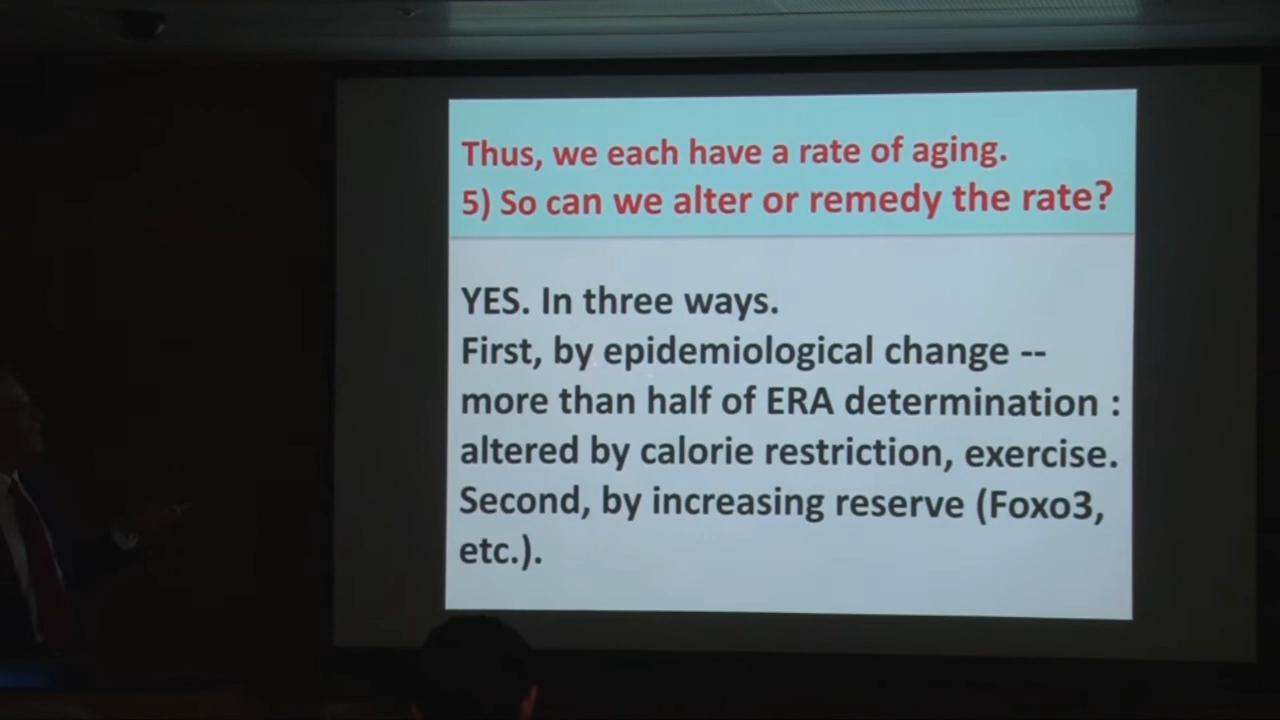 Thus, we each have a rate of aging.
5) So can we alter or remedy the rate?
YES. In three ways.
First, by epidemiological change --
more than half of ERA determination :
altered by calorie restriction, exercise.
Second, by increasing reserve (Foxo3,
etc.).